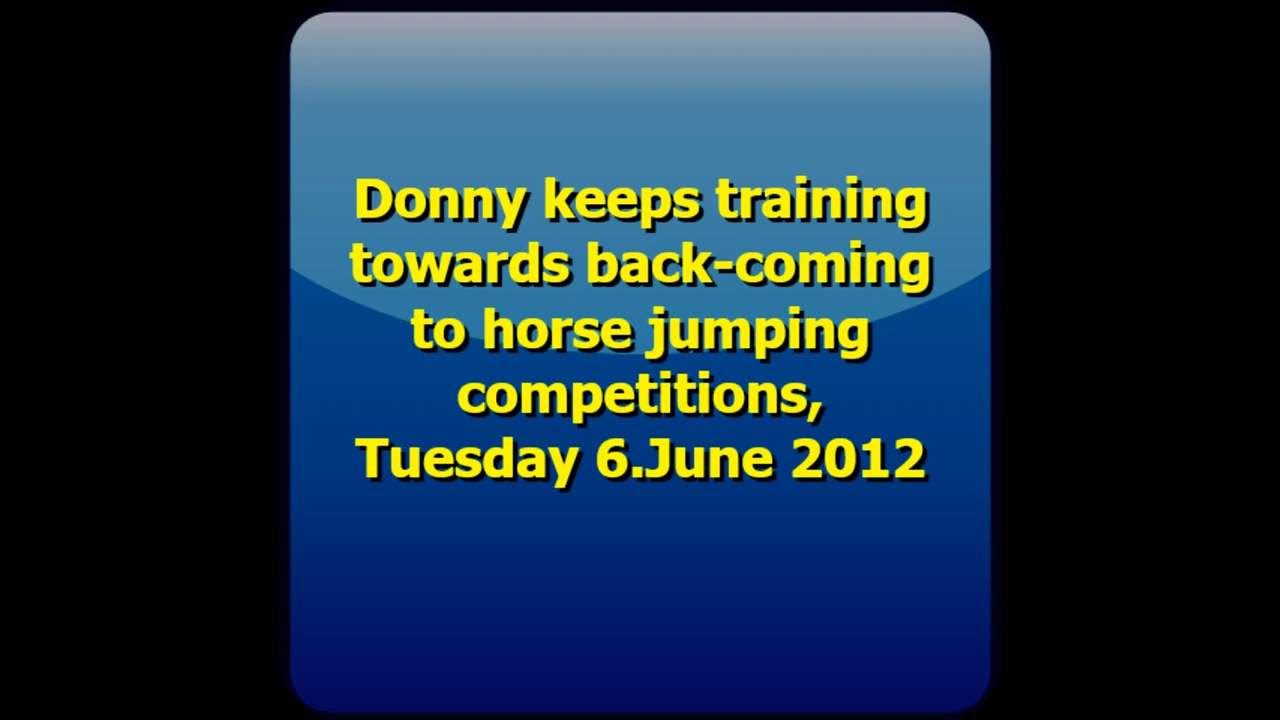 Donny keeps training
towards back-coming
to horse jumping
competitions,
Tuesday 6.June 2012